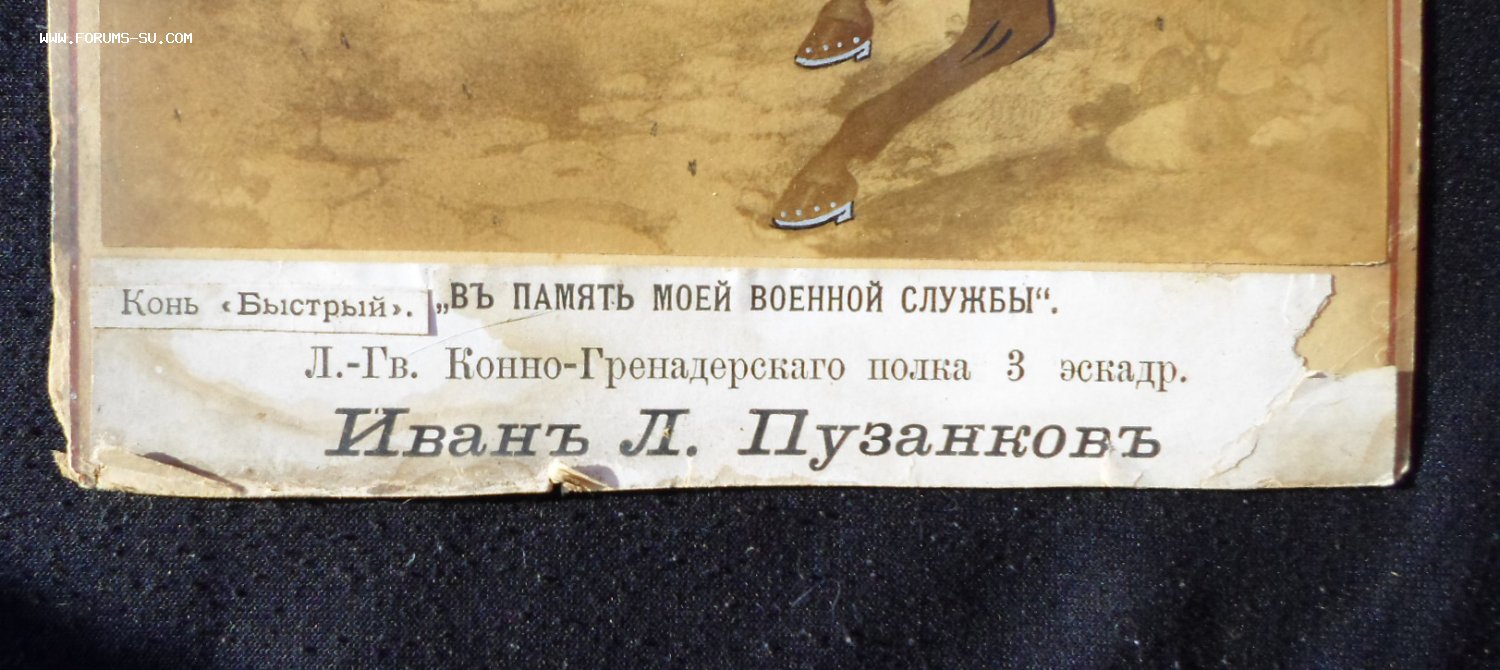 WWW.FORUMS-SU.COM
Конь «Быстрый». „ВЪ ПАМЯТЬ МОЕЙ ВОЕННОЙ СЛУЖБЫ“.
Л.-Гв. Конно-Гренадерскаго полка 3 эскадр.
Иванъ Л. Пузанковъ